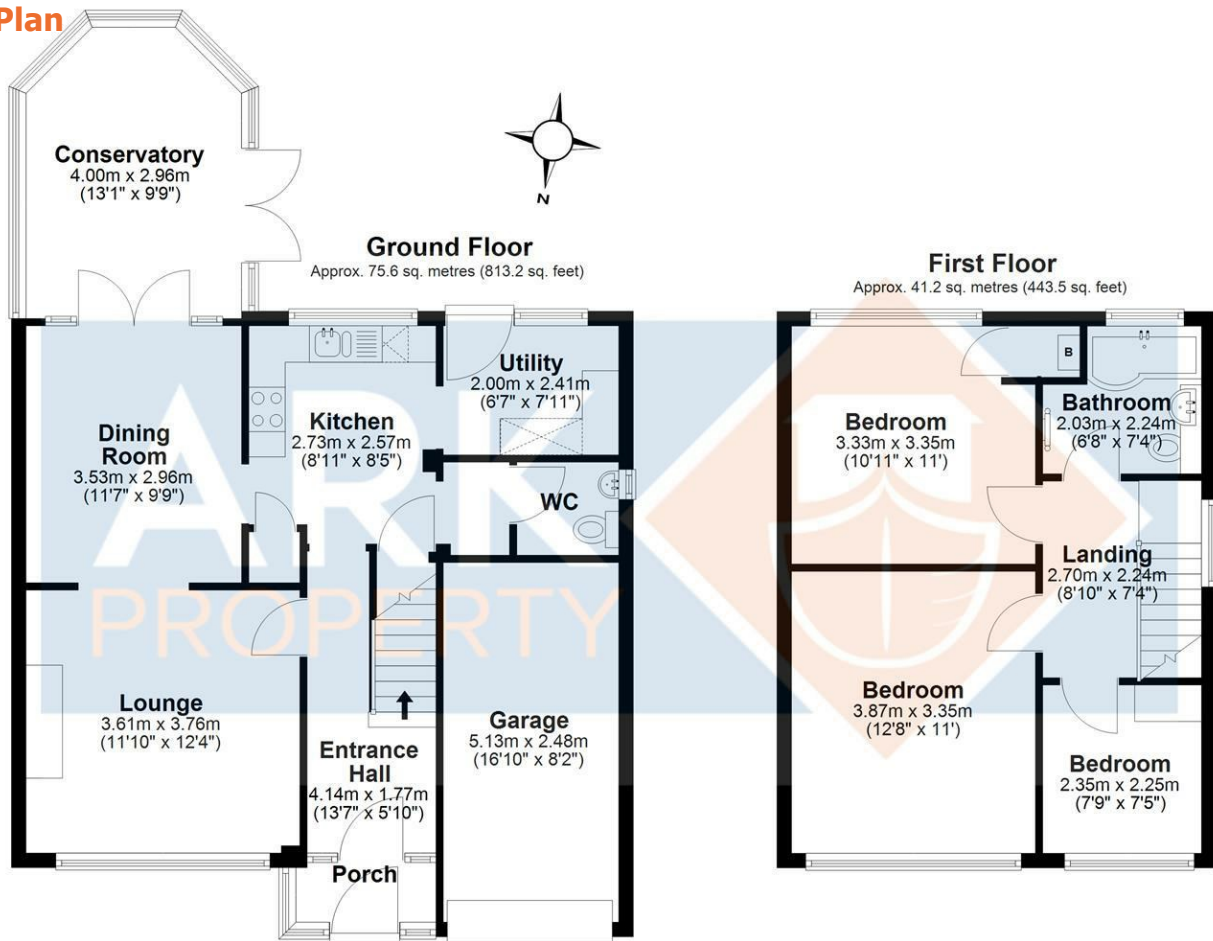 Plan
Conservatory
4.00m x 2.96m
(13'1" x 9'9")
N
Ground Floor
Approx. 75.6 sq. metres (813.2 sq. feet)
Utility
2.00m x 2.41m
(6'7" x 7'11")
Kitchen
2.73m x 2.57m
(8'11" x 8'5")
Dining
Room
3.53m x 2.96m
(11'7" x 9'9")
WC
Lounge
3.61m x 3.76m
(11'10" x 12'4")
Entrance
Hall
4.14m x 1.77m
(13'7" x 5'10")
Garage
5.13m x 2.48m
(16'10" x 8'2")
Porch
First Floor
Approx. 41.2 sq. metres (443.5 sq. feet)
B
Bedroom
3.33m x 3.35m
(10'11" x 11')
Bathroom
2.03m x 2.24m
(6'8" x 7'4")
Landing
2.70m x 2.24m
(8'10" x 7'4")
Bedroom
3.87m x 3.35m
(12'8" x 11')
Bedroom
2.35m x 2.25m
(7'9" x 7'5")
ARK
PROPERTY